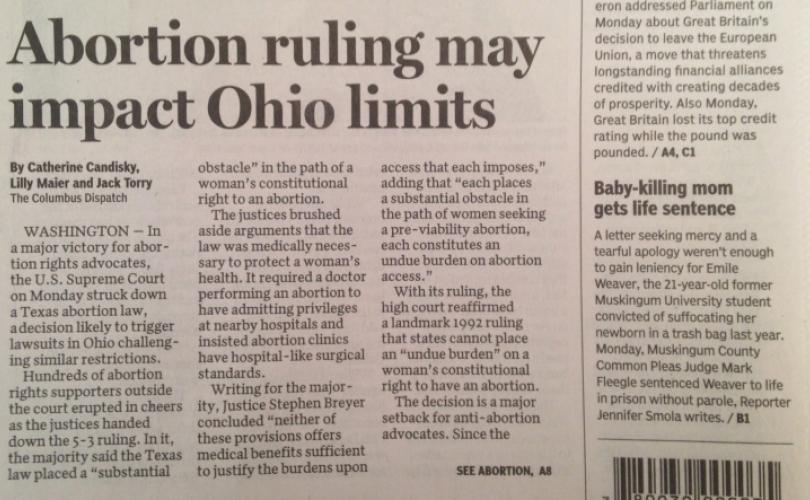 Abortion ruling may
impact Ohio limits
By Catherine Candisky,
Lilly Maier and Jack Torry
The Columbus Dispatch
WASHINGTON — In
a major victory for abor-
tion rights advocates,
the U.S. Supreme Court
on Monday struck down
a Texas abortion law,
a decision likely to trigger
lawsuits in Ohio challeng-
ing similar restrictions.
Hundreds of abortion
rights supporters outside
the court erupted in cheers
as the justices handed
down the 5-3 ruling. In it,
the majority said the Texas
law placed a “substantial
obstacle” in the path of a
woman’s constitutional
right to an abortion.
The justices brushed
aside arguments that the
law was medically neces-
sary to protect a woman’s
health. It required a doctor
performing an abortion to
have admitting privileges
at nearby hospitals and
insisted abortion clinics
have hospital-like surgical
standards.
Writing for the major-
ity, Justice Stephen Breyer
concluded “neither of
these provisions offers
medical benefits sufficient
to justify the burdens upon
access that each imposes,”
adding that “each places
a substantial obstacle in
the path of women seeking
a pre-viability abortion,
each constitutes an
undue burden on abortion
access.”
With its ruling, the
high court reaffirmed
a landmark 1992 ruling
that states cannot place
an “undue burden” on a
woman’s constitutional
right to have an abortion.
The decision is a major
setback for anti-abortion
advocates. Since the
SEE ABORTION, A8
eron addressed Parliament on
Monday about Great Britain’s
decision to leave the European
Union, a move that threatens
longstanding financial alliances
credited with creating decades
of prosperity. Also Monday,
Great Britain lost its top credit
rating while the pound was
pounded. / A4, C1
Baby-killing mom
gets life sentence
A letter seeking mercy and a
tearful apology weren’t enough
to gain leniency for Emile
Weaver, the 21-year-old former
Muskingum University student
convicted of suffocating her
newborn in a trash bag last year.
Monday, Muskingum County
Common Pleas Judge Mark
Fleegle sentenced Weaver to life
in prison without parole, Reporter
Jennifer Smola writes. / B1